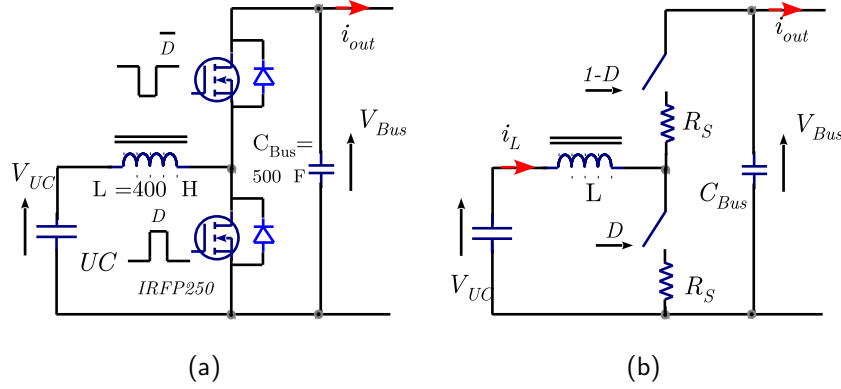 D̅
i_out
V_Bus
C_Bus=
500 F
V_UC
L =400 H
D
UC
IRFP250
(a)
i_out
1-D
R_S
i_L
V_Bus
L
C_Bus
D
V_UC
R_S
(b)